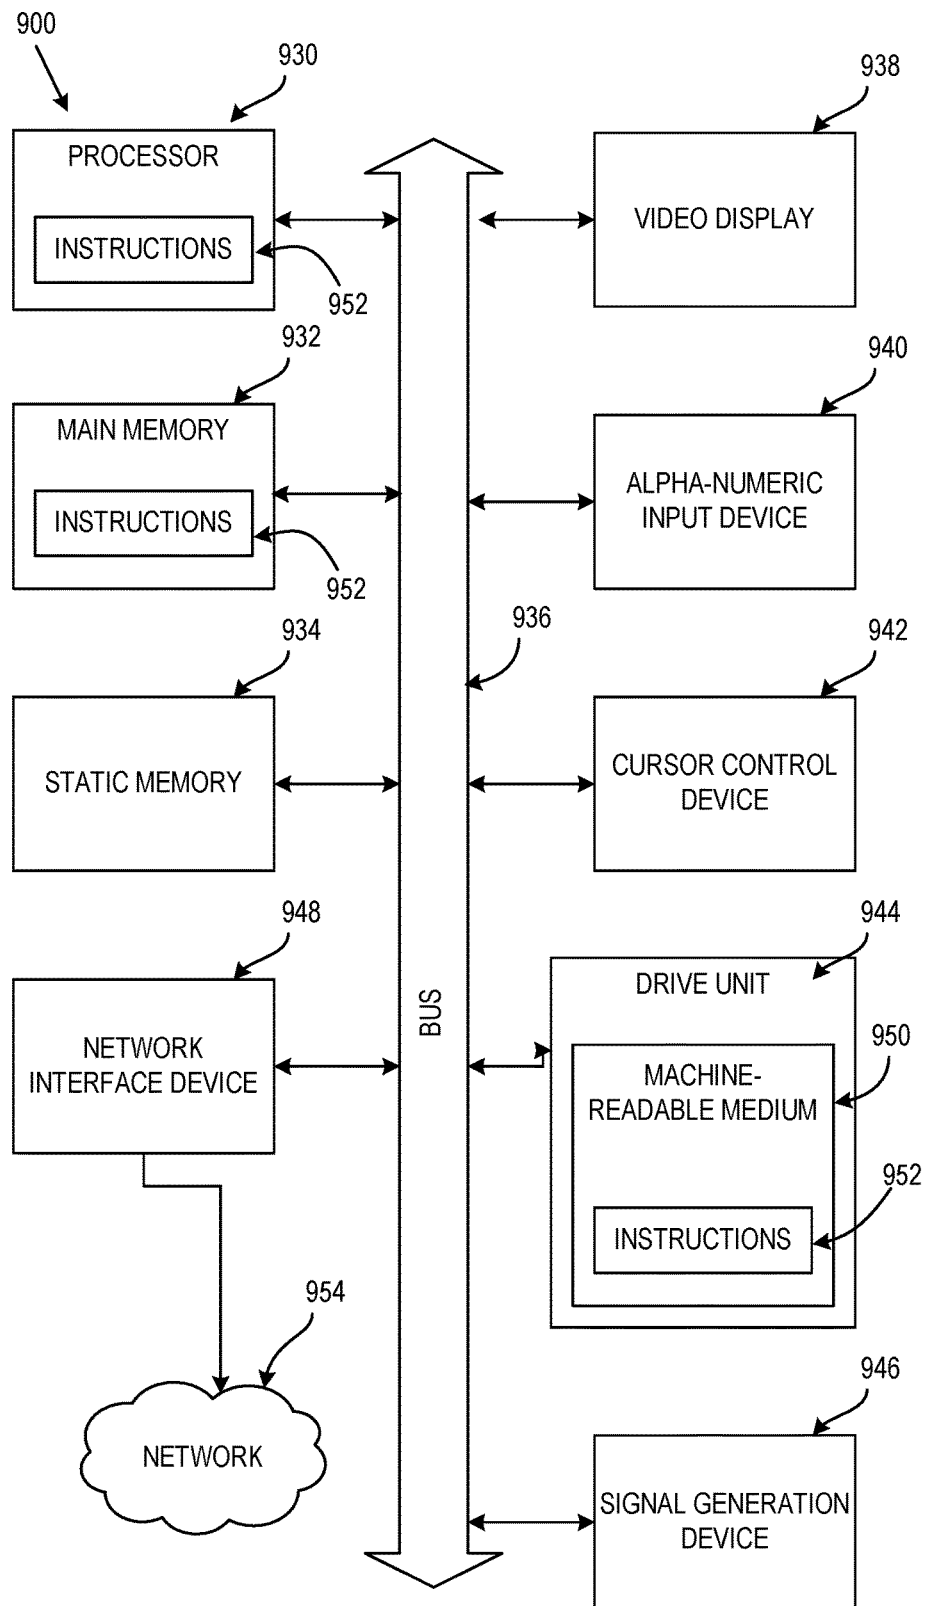 900
930
PROCESSOR
INSTRUCTIONS
952
932
MAIN MEMORY
INSTRUCTIONS
952
934
STATIC MEMORY
948
NETWORK
INTERFACE DEVICE
954
NETWORK
936
BUS
938
VIDEO DISPLAY
940
ALPHA-NUMERIC
INPUT DEVICE
942
CURSOR CONTROL
DEVICE
944
DRIVE UNIT
950
MACHINE-
READABLE MEDIUM
952
INSTRUCTIONS
946
SIGNAL GENERATION
DEVICE